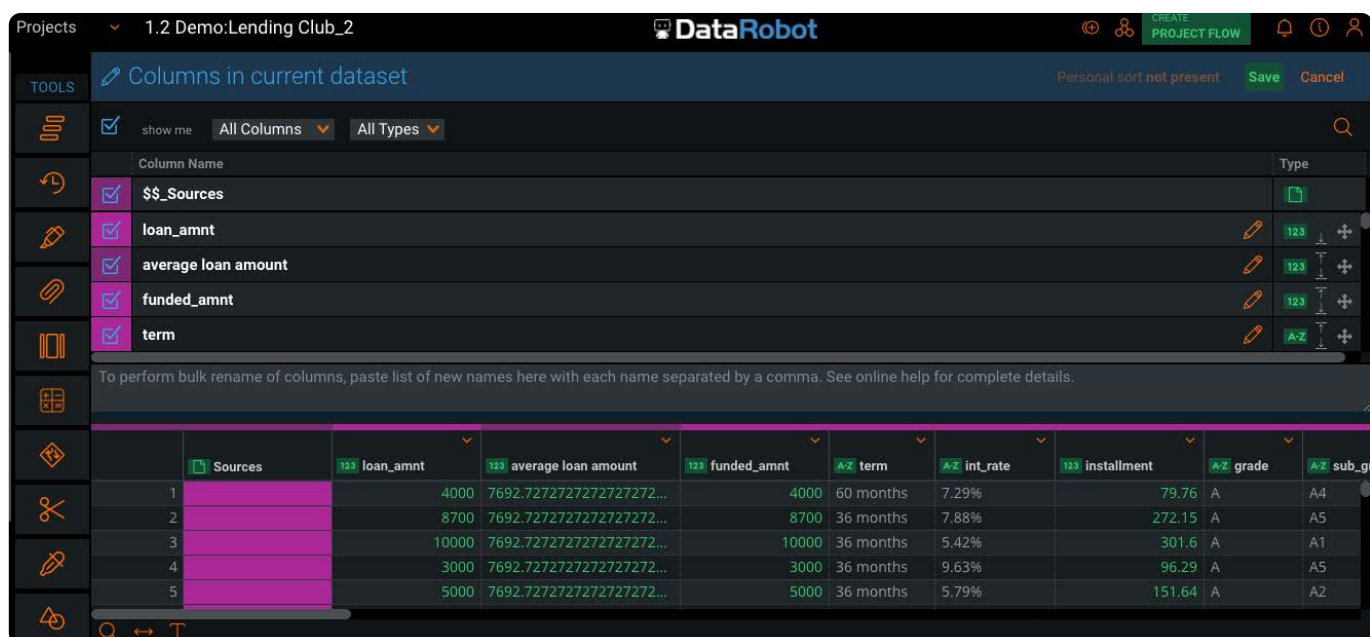 Projects 1.2 Demo:Lending Club_2 DataRobot CREATE PROJECT FLOW
TOOLS Columns in current dataset Personal sort not present Save Cancel
show me All Columns All Types
Column Name Type
$$_Sources
loan_amnt 123
average loan amount 123
funded_amnt 123
term A-Z
To perform bulk rename of columns, paste list of new names here with each name separated by a comma. See online help for complete details.
Sources 123 loan_amnt 123 average loan amount 123 funded_amnt A-Z term A-Z int_rate 123 installment A-Z grade A-Z sub_g
1 4000 7692.7272727272727272... 4000 60 months 7.29% 79.76 A A4
2 8700 7692.7272727272727272... 8700 36 months 7.88% 272.15 A A5
3 10000 7692.7272727272727272... 10000 36 months 5.42% 301.6 A A1
4 3000 7692.7272727272727272... 3000 36 months 9.63% 96.29 A A5
5 5000 7692.7272727272727272... 5000 36 months 5.79% 151.64 A A2